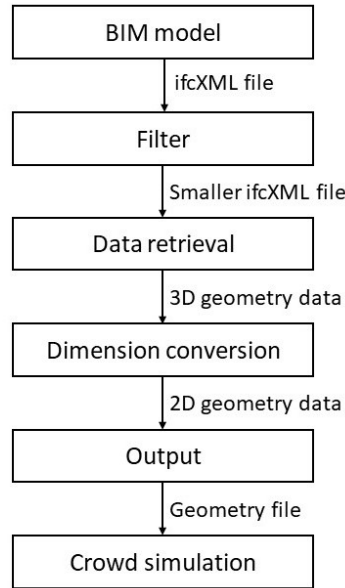 BIM model
ifcXML file
Filter
Smaller ifcXML file
Data retrieval
3D geometry data
Dimension conversion
2D geometry data
Output
Geometry file
Crowd simulation